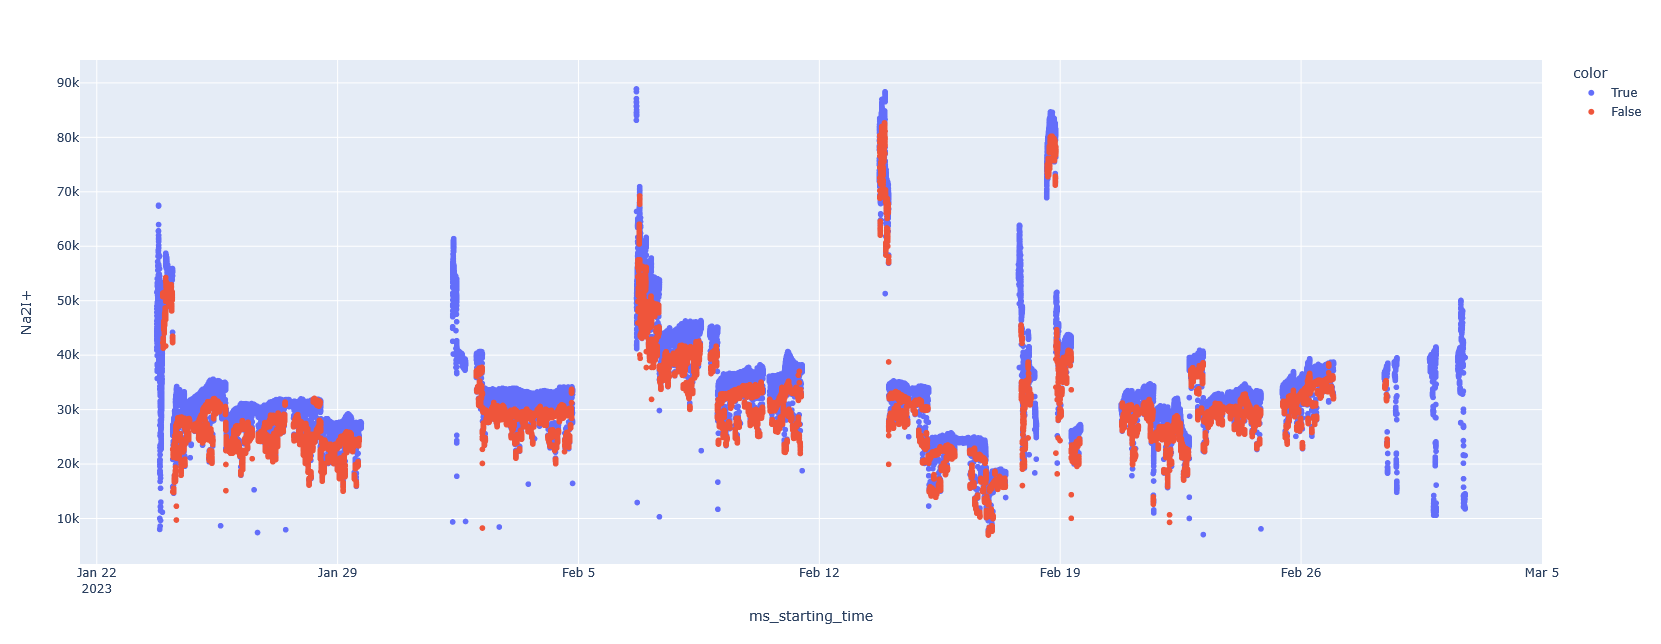 color
True
False
90k
80k
70k
60k
50k
40k
30k
20k
10k
Na2I+
Jan 22
2023
Jan 29
Feb 5
Feb 12
Feb 19
Feb 26
Mar 5
ms_starting_time